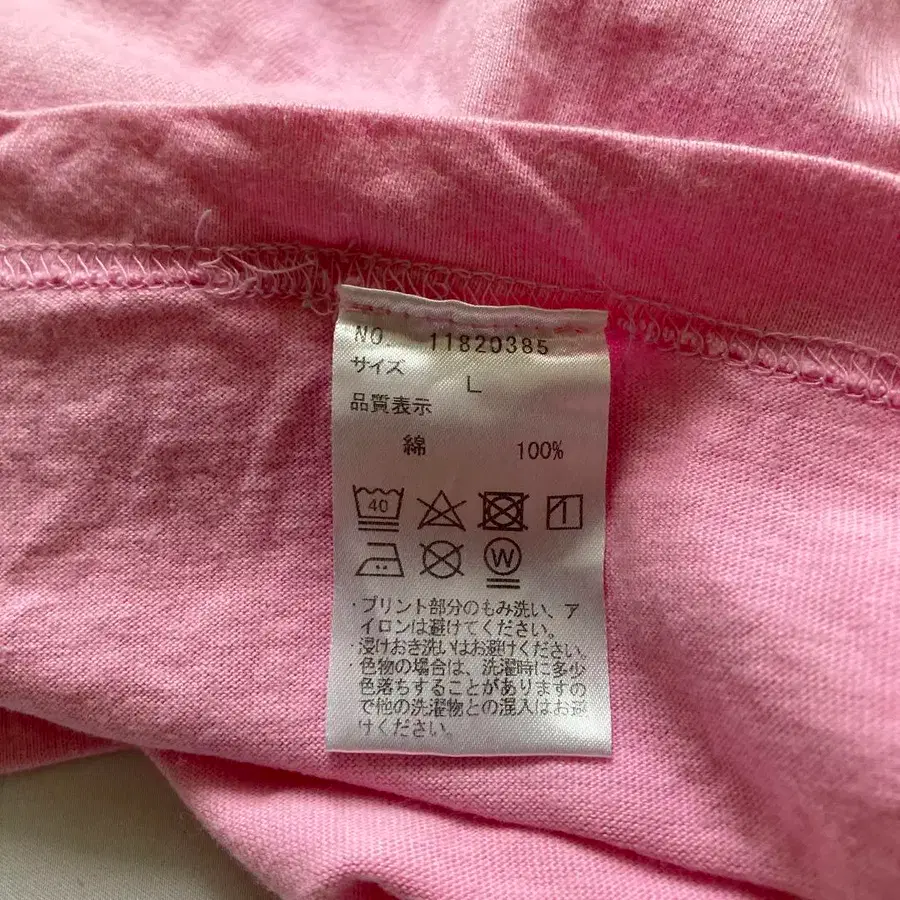 NO. 11820385
サイズ L
品質表示
綿 100%
40
W
・プリント部分のもみ洗い、ア
イロンは避けてください。
・浸けおき洗いはお避けください。
・色物の場合は、洗濯時に多少
色落ちすることがありますの
で他の洗濯物との混入はお避
けください。